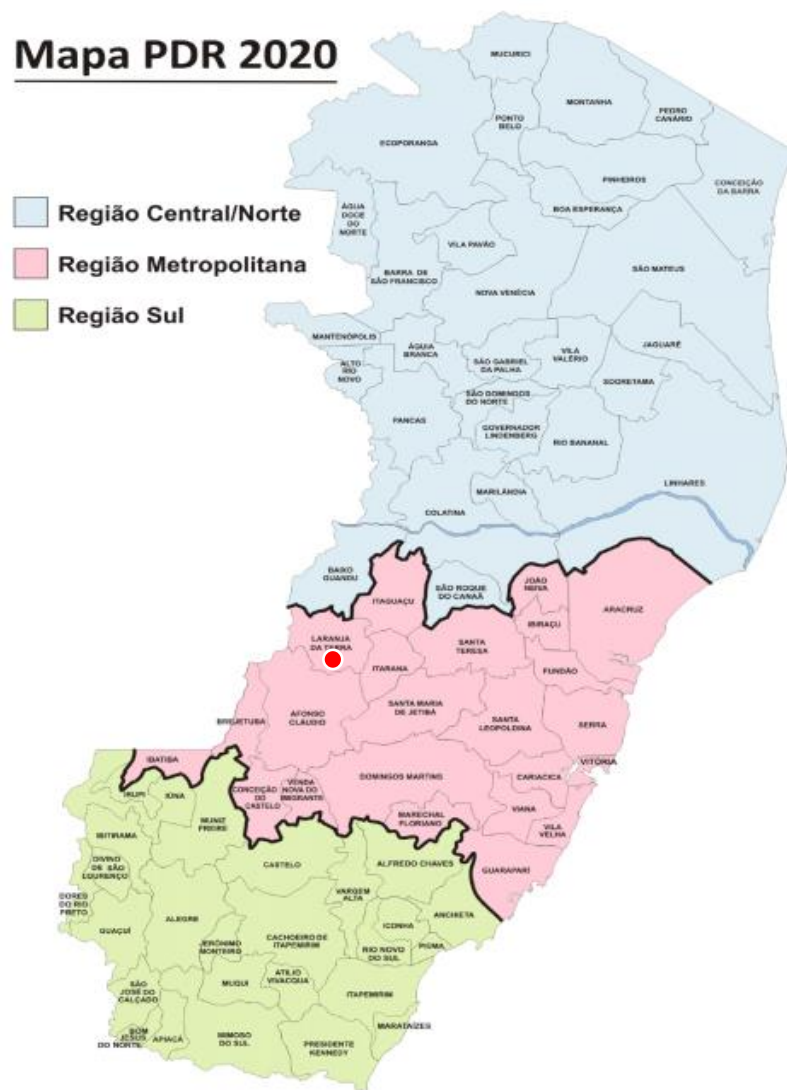 Mapa PDR 2020
Região Central/Norte
Região Metropolitana
Região Sul
MUCURICI
MONTANHA
PEDRO
CANÁRIO
PONTO
BELO
ECOPORANGA
PINHEIROS
CONCEIÇÃO
DA BARRA
ÁGUA
DOCE DO
NORTE
BOA ESPERANÇA
VILA PAVÃO
BARRA DE
SÃO FRANCISCO
SÃO MATEUS
NOVA VENÉCIA
MANTENÓPOLIS
ÁGUIA
BRANCA
ALTO
RIO
NOVO
SÃO GABRIEL
DA PALHA
VILA
VALÉRIO
JAGUARÉ
SOORETAMA
SÃO DOMINGOS
DO NORTE
PANCAS
GOVERNADOR
LINDENBERG
RIO BANANAL
LINHARES
MARILÂNDIA
COLATINA
BAIXO
GUANDU
SÃO ROQUE
DO CANAÃ
ITAGUAÇU
JOÃO
NEIVA
ARACRUZ
IBIRAÇU
LARANJA
DA TERRA
SANTA
TERESA
ITARANA
FUNDÃO
SANTA MARIA
DE JETIBÁ
AFONSO
CLÁUDIO
BREJETUBA
SANTA
LEOPOLDINA
SERRA
IBATIBA
VITÓRIA
CONCEIÇÃO
DO
CASTELO
VENDA
NOVA DO
IMIGRANTE
DOMINGOS MARTINS
CARIACICA
MARECHAL
FLORIANO
VIANA
VILA
VELHA
GUARAPARÍ
IRUPI
IÚNA
MUNIZ
FREIRE
IBITIRAMA
DIVINO
DE SÃO
LOURENÇO
CASTELO
ALFREDO CHAVES
DORES
DO RIO
PRETO
VARGEM
ALTA
GUAÇUÍ
ALEGRE
ICONHA
ANCHIETA
CACHOEIRO DE
ITAPEMIRIM
JERÔNIMO
MONTEIRO
RIO NOVO
DO SUL
PIÚMA
SÃO
JOSÉ DO
CALÇADO
MUQUI
ATILIO
VIVACQUA
ITAPEMIRIM
BOM
JESUS
DO NORTE
APIACÁ
MIMOSO
DO SUL
PRESIDENTE
KENNEDY
MARATAÍZES